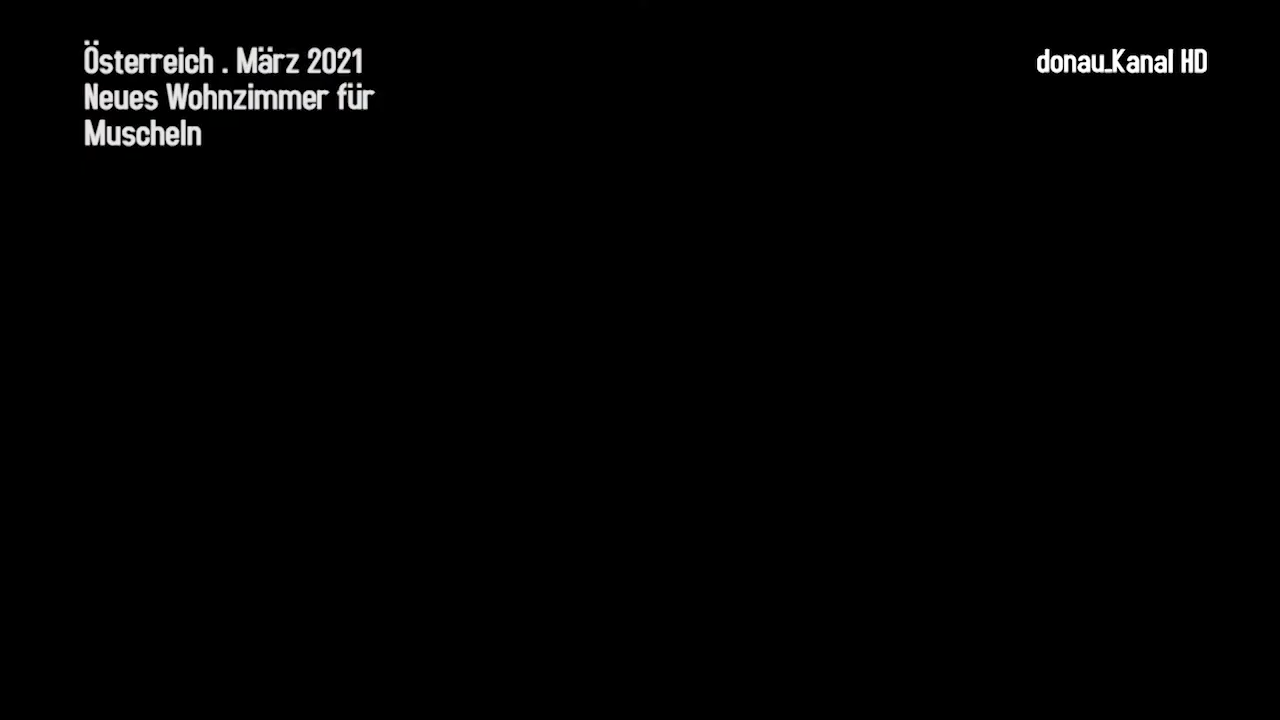 Österreich . März 2021
Neues Wohnzimmer für
Muscheln
donau_Kanal HD